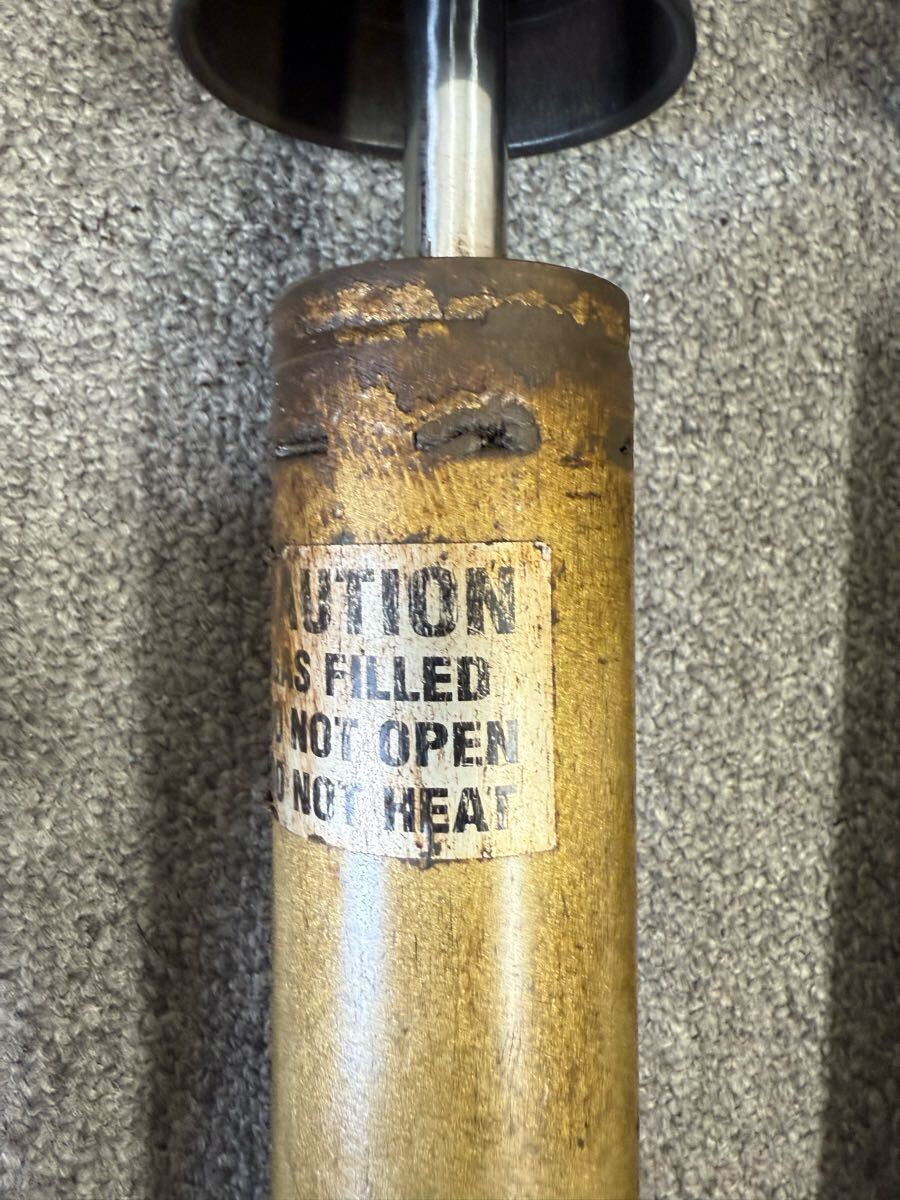 AUTION
AS FILLED
NOT OPEN
NOT HEAT